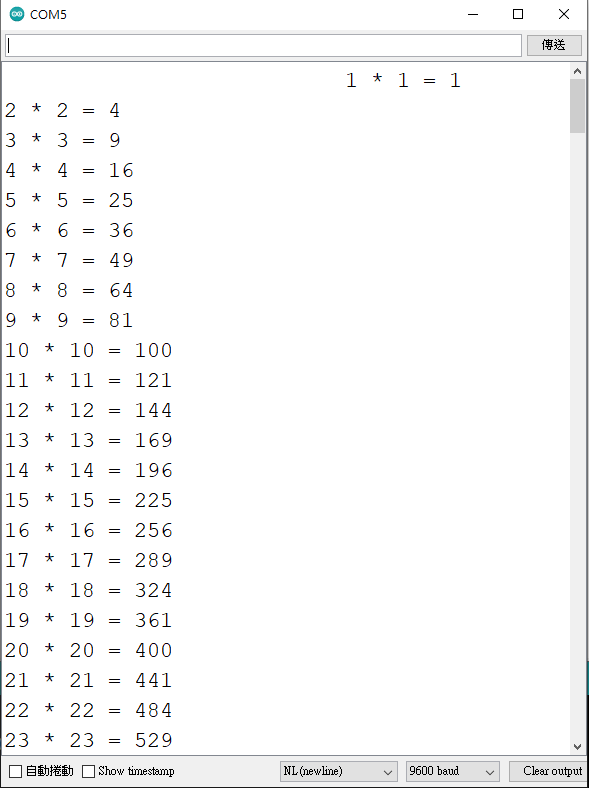 COM5
傳送
1 * 1 = 1
2 * 2 = 4
3 * 3 = 9
4 * 4 = 16
5 * 5 = 25
6 * 6 = 36
7 * 7 = 49
8 * 8 = 64
9 * 9 = 81
10 * 10 = 100
11 * 11 = 121
12 * 12 = 144
13 * 13 = 169
14 * 14 = 196
15 * 15 = 225
16 * 16 = 256
17 * 17 = 289
18 * 18 = 324
19 * 19 = 361
20 * 20 = 400
21 * 21 = 441
22 * 22 = 484
23 * 23 = 529
自動捲動 Show timestamp NL(newline) 9600 baud Clear output